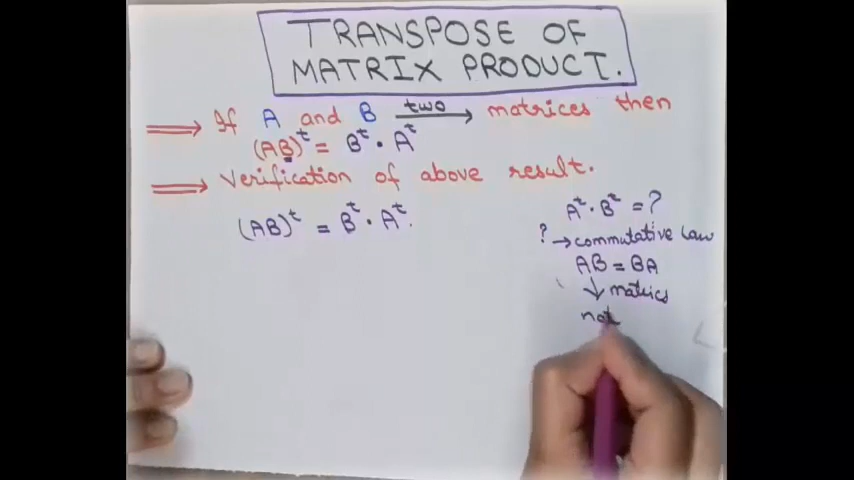 TRANSPOSE OF
MATRIX PRODUCT.
⟹ If A and B two → matrices then
(AB)ᵗ = Bᵗ · Aᵗ
⟹ Verification of above result.
(AB)ᵗ = Bᵗ · Aᵗ.
Aᵗ · Bᵗ = ?
? → commutative law
AB = BA
↓ matrics
not